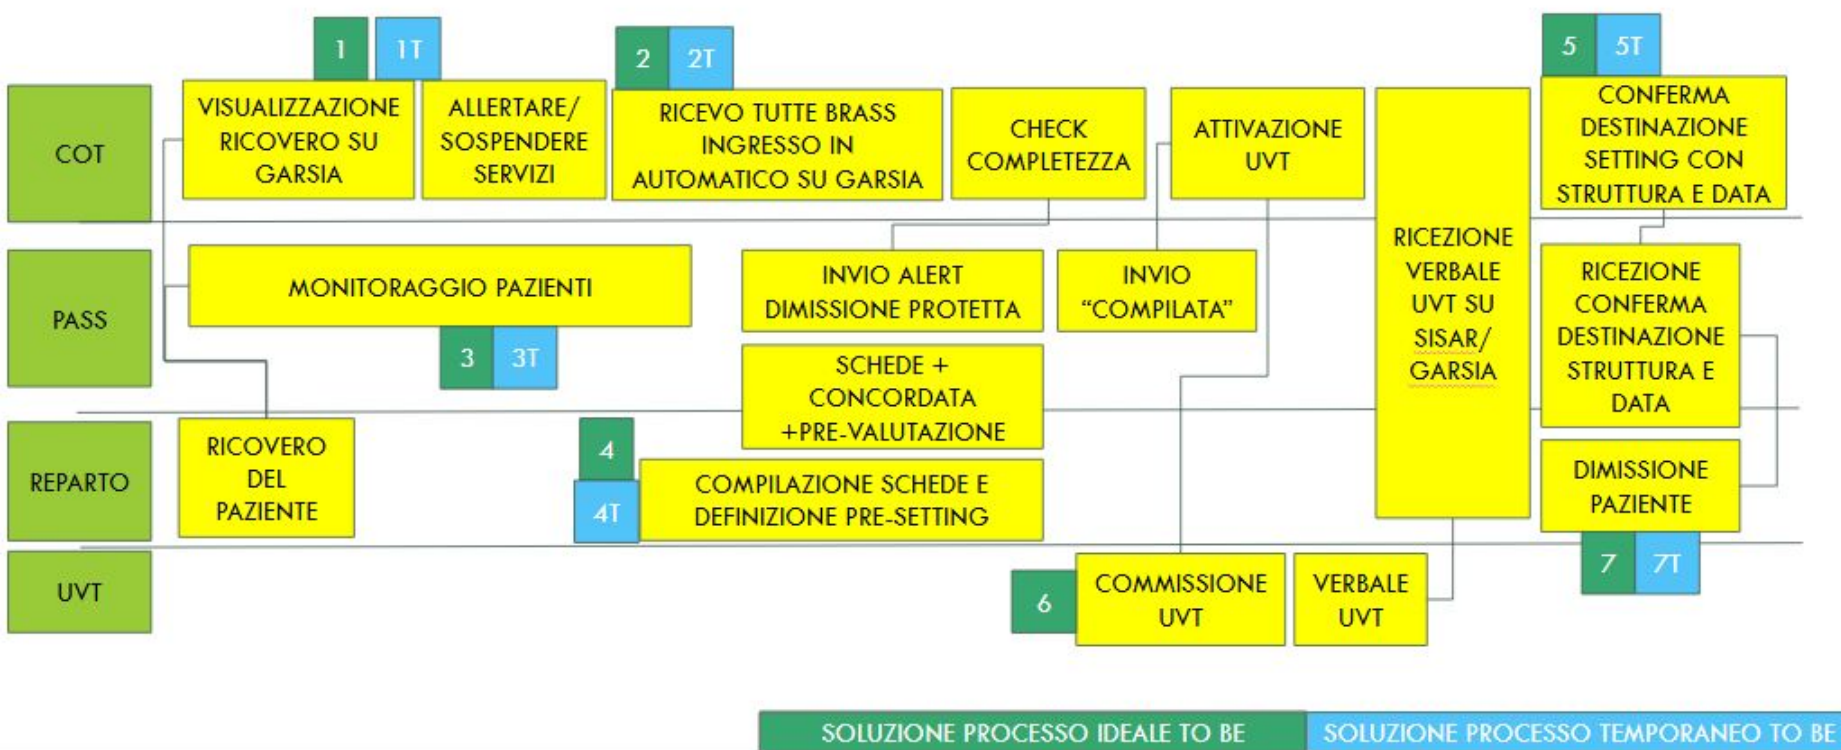 1
1T
2
2T
5
5T
COT
VISUALIZZAZIONE
RICOVERO SU
GARSIA
ALLERTARE/
SOSPENDERE
SERVIZI
RICEVO TUTTE BRASS
INGRESSO IN
AUTOMATICO SU GARSIA
CHECK
COMPLETEZZA
ATTIVAZIONE
UVT
CONFERMA
DESTINAZIONE
SETTING CON
STRUTTURA E DATA
PASS
MONITORAGGIO PAZIENTI
3
3T
INVIO ALERT
DIMISSIONE PROTETTA
INVIO
“COMPILATA”
RICEZIONE
VERBALE
UVT SU
SISAR/
GARSIA
RICEZIONE
CONFERMA
DESTINAZIONE
STRUTTURA E
DATA
SCHEDE +
CONCORDATA
+PRE-VALUTAZIONE
REPARTO
RICOVERO
DEL
PAZIENTE
4
4T
COMPILAZIONE SCHEDE E
DEFINIZIONE PRE-SETTING
DIMISSIONE
PAZIENTE
7
7T
UVT
6
COMMISSIONE
UVT
VERBALE
UVT
SOLUZIONE PROCESSO IDEALE TO BE
SOLUZIONE PROCESSO TEMPORANEO TO BE